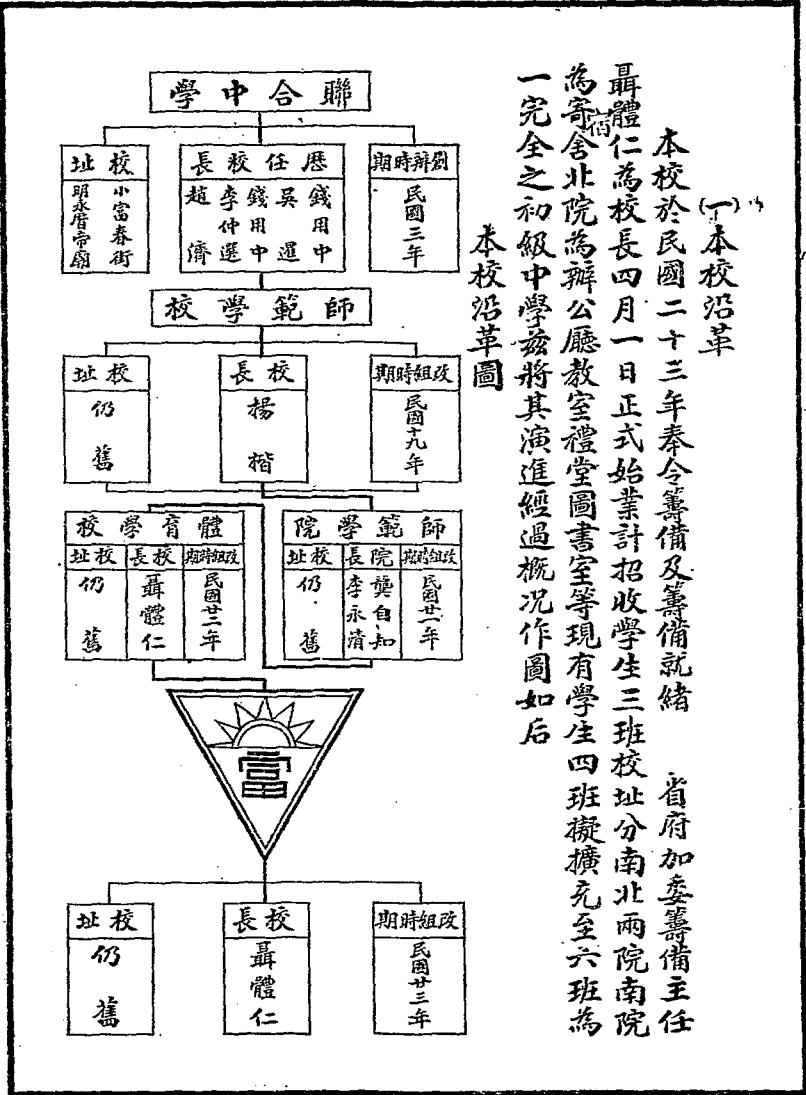 (一)本校沿革
本校於民國二十三年奉令籌備及籌備就緒　省府加委籌備主任
聶體仁為校長四月一日正式始業計招收學生三班校址分南北兩院南院
為寄宿舍北院為辦公廳教室禮堂圖書室等現有學生四班擬擴充至六班為
一完全之初級中學茲將其演進經過概況作圖如后
本校沿革圖
聯合中學
創辦時期
民國三年
歷任校長
錢用中
吳暹
錢用中
李仲選
趙濟
校址
小富春街
明永曆帝廟
師範學校
改組時期
民國十九年
校長
楊楷
校址
仍舊
師範學院
改組時期
民國廿一年
院長
龔自知
李永清
校址
仍舊
體育學校
改組時期
民國廿二年
校長
聶體仁
校址
仍舊
富
改組時期
民國廿三年
校長
聶體仁
校址
仍舊